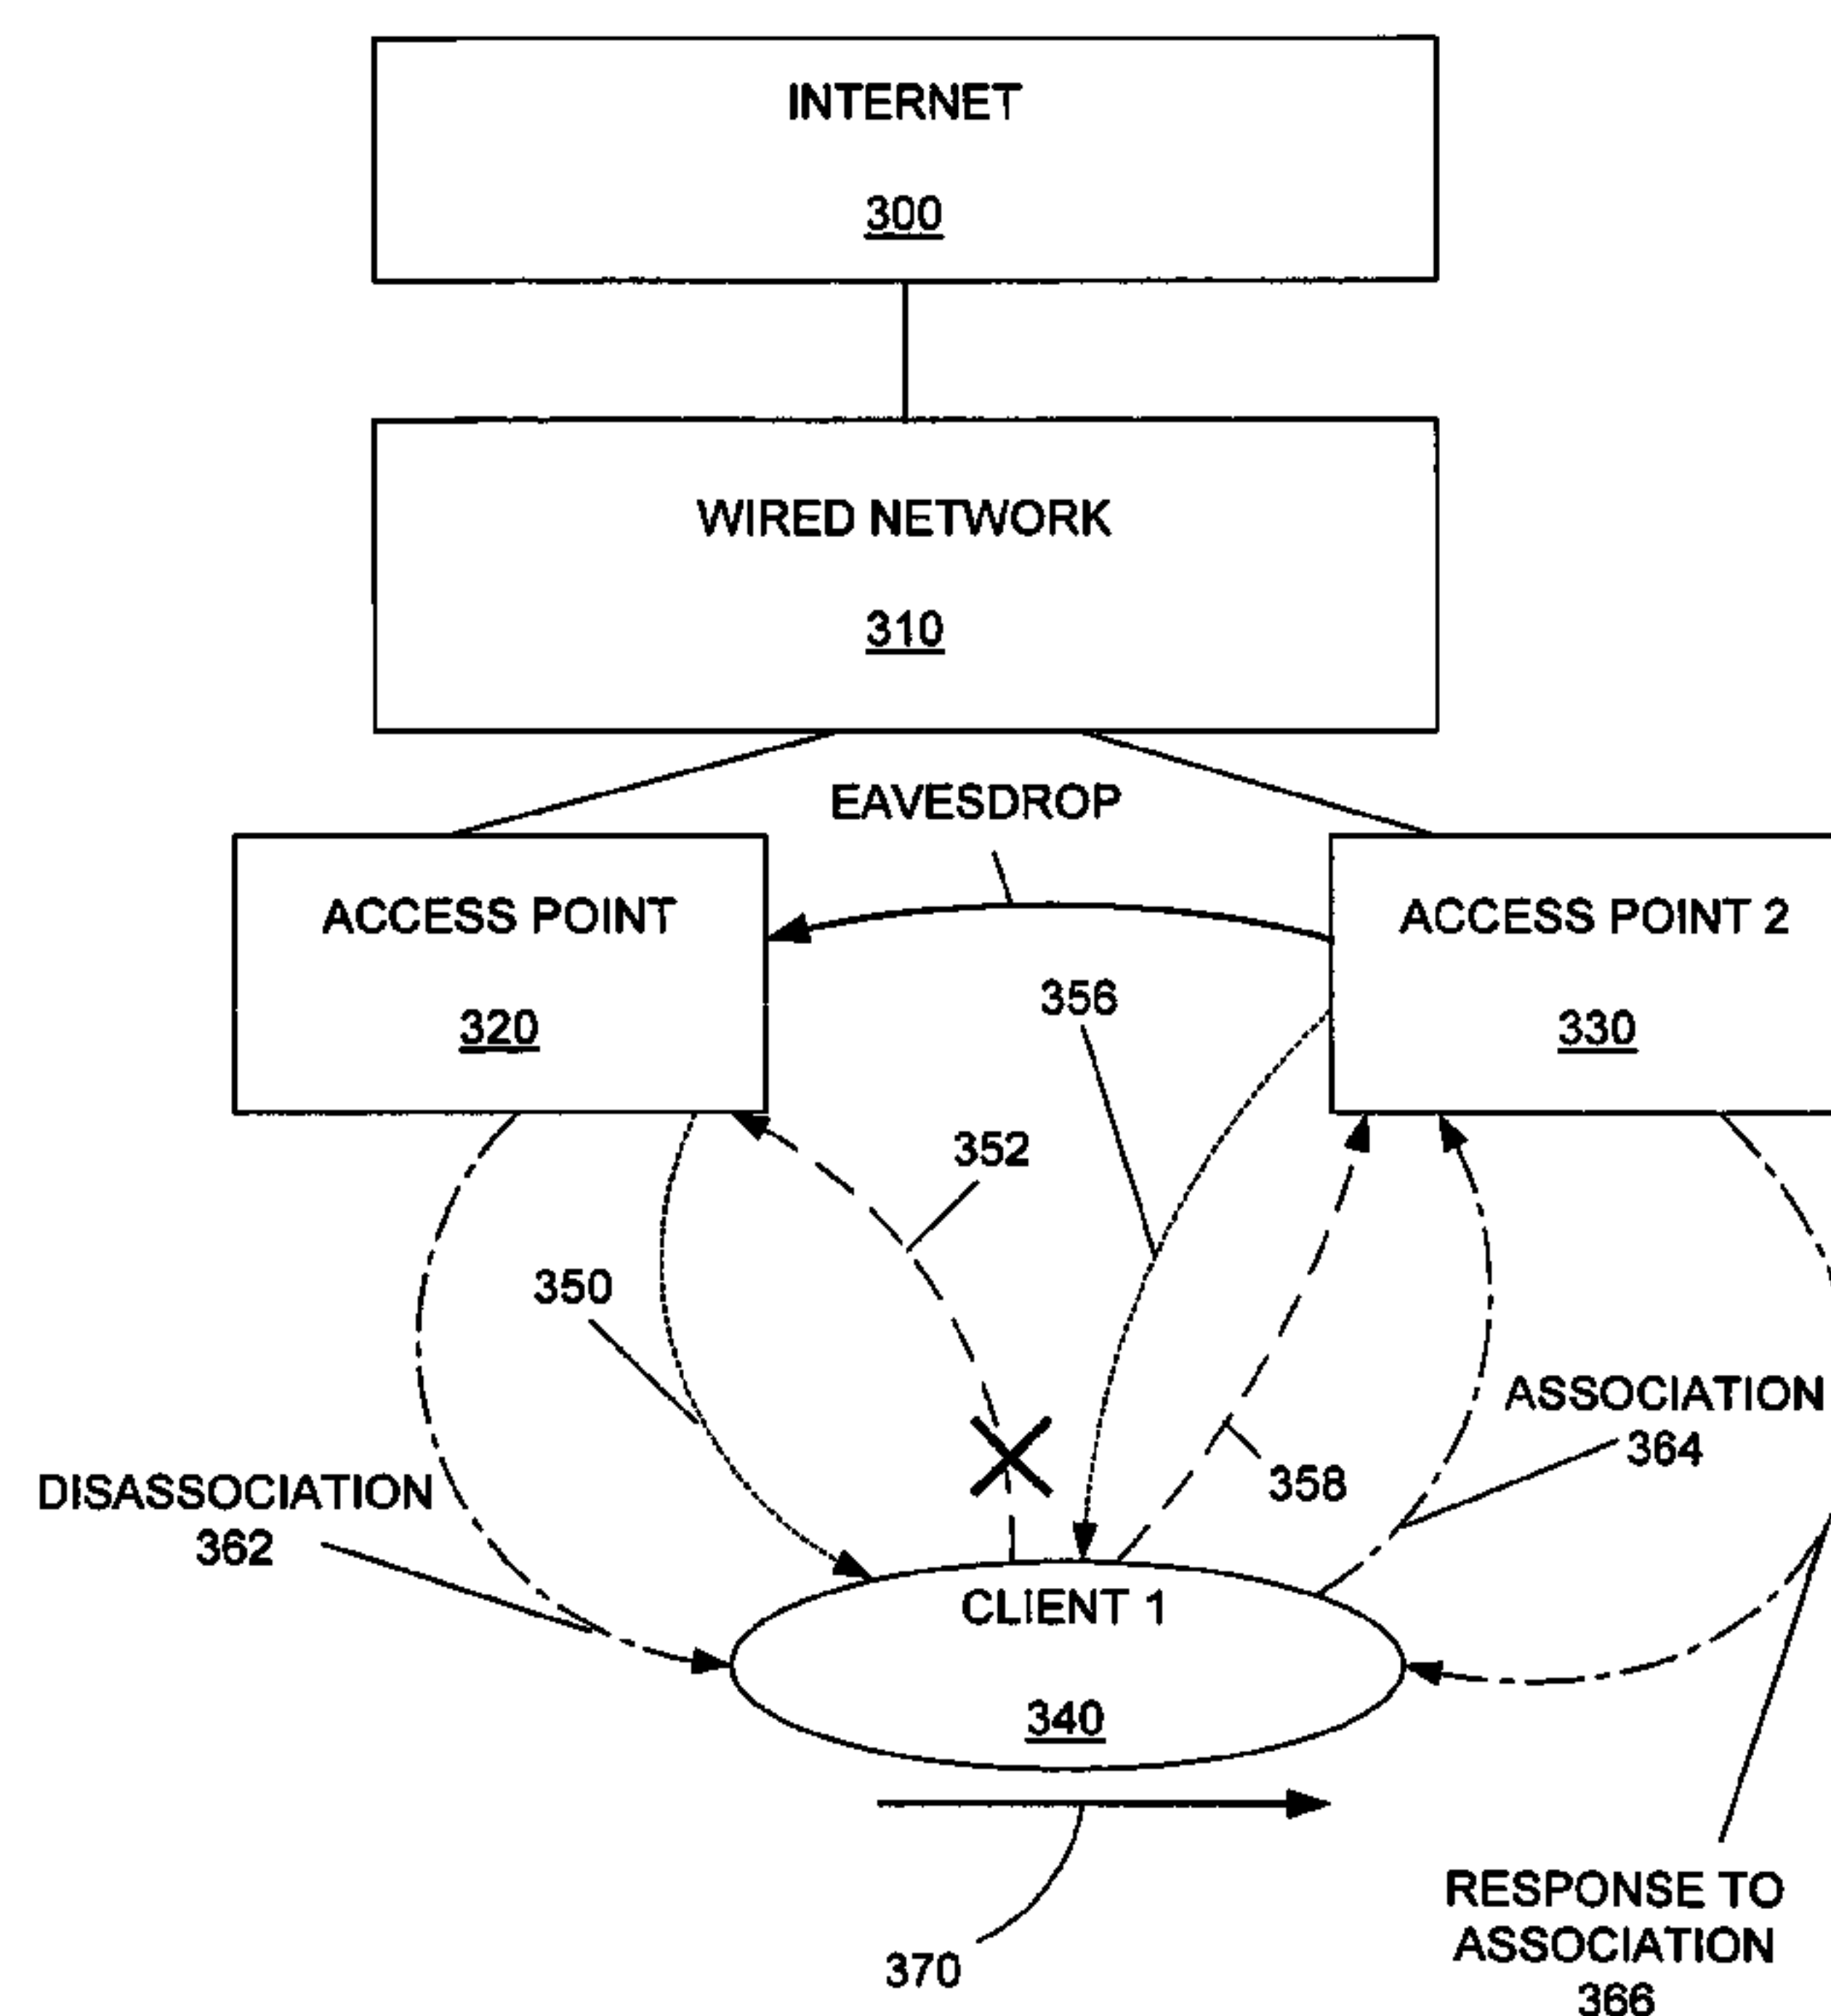 INTERNET
300
WIRED NETWORK
310
EAVESDROP
ACCESS POINT
320
ACCESS POINT 2
330
356
352
350
ASSOCIATION
364
358
DISASSOCIATION
362
CLIENT 1
340
370
RESPONSE TO
ASSOCIATION
366